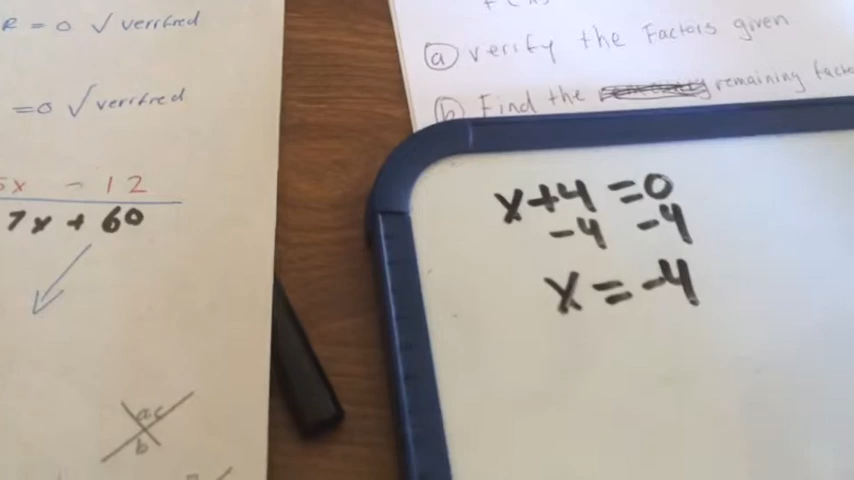 R = 0 √ verified
= 0 √ verified
5x - 12
7x + 60
ac
b
(a) verify the Factors given
(b) Find the remaining facto
x+4=0
-4 -4
x=-4